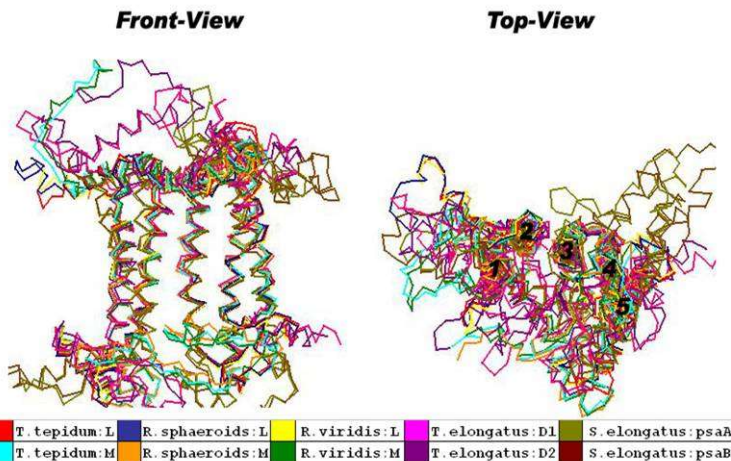 Front-View
Top-View
1
2
3
4
5
T.tepidum:L R.sphaeroids:L R.viridis:L T.elongatus:D1 S.elongatus:psaA
T.tepidum:M R.sphaeroids:M R.viridis:M T.elongatus:D2 S.elongatus:psaB